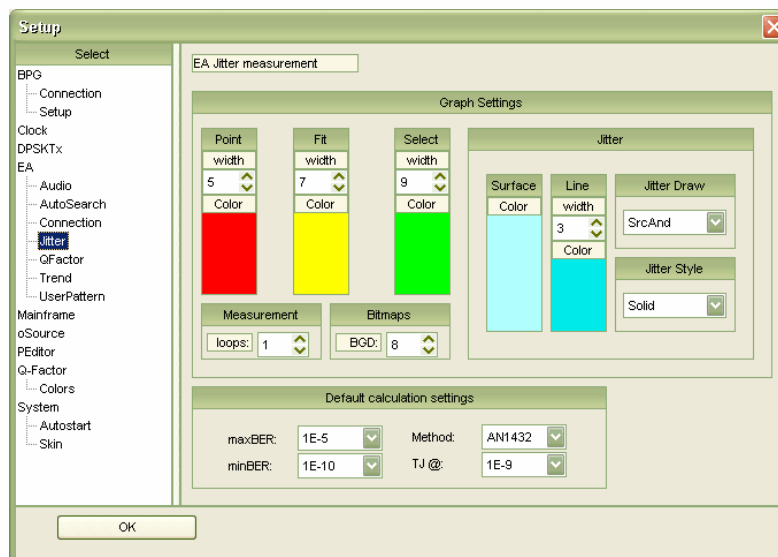 Setup
Select
BPG
Connection
Setup
Clock
DPSKTx
EA
Audio
AutoSearch
Connection
Jitter
QFactor
Trend
UserPattern
Mainframe
oSource
PEditor
Q-Factor
Colors
System
Autostart
Skin
EA Jitter measurement
Graph Settings
Point
width
5
Color
Fit
width
7
Color
Select
width
9
Color
Jitter
Surface
Color
Line
width
3
Color
Jitter Draw
SrcAnd
Jitter Style
Solid
Measurement
loops: 1
Bitmaps
BGD: 8
Default calculation settings
maxBER: 1E-5 Method: AN1432
minBER: 1E-10 TJ @: 1E-9
OK